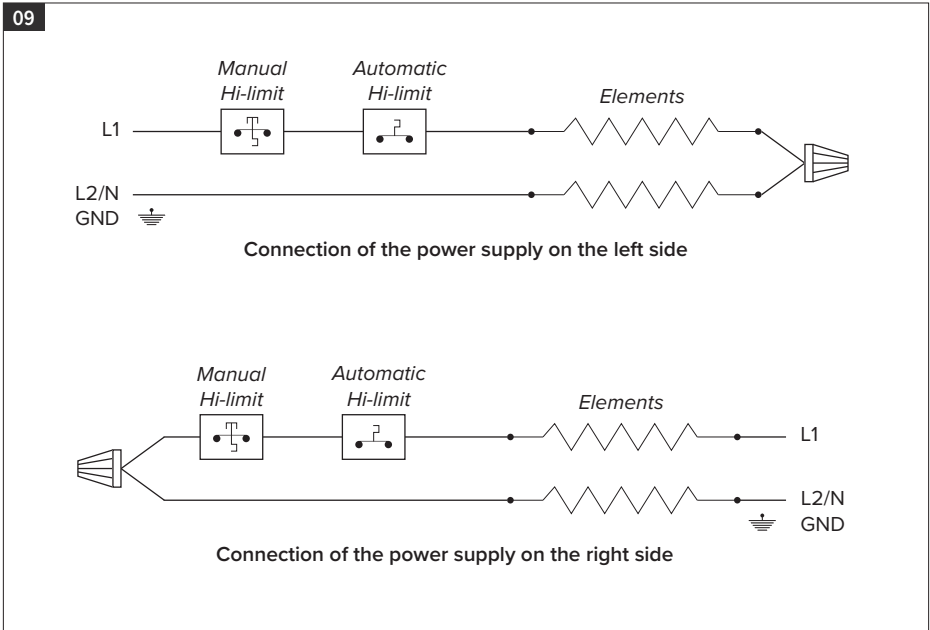 09
Manual
Hi-limit
Automatic
Hi-limit
Elements
L1
L2/N
GND
Connection of the power supply on the left side
Manual
Hi-limit
Automatic
Hi-limit
Elements
L1
L2/N
GND
Connection of the power supply on the right side